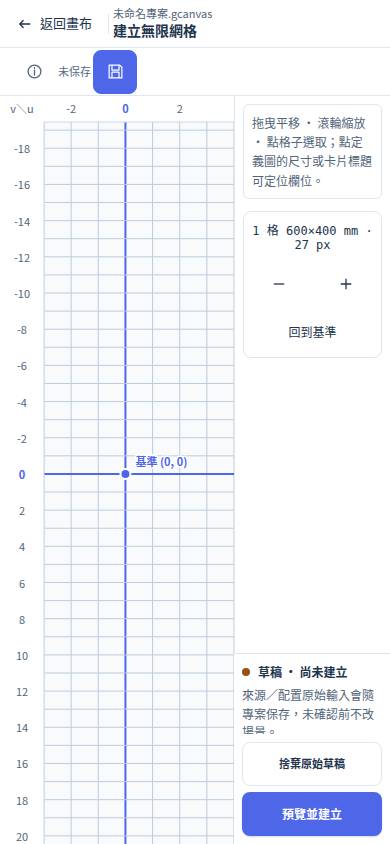 返回畫布
未命名專案.gcanvas
建立無限網格
未保存
v＼u
-2
0
2
-18
-16
-14
-12
-10
-8
-6
-4
-2
0
2
4
6
8
10
12
14
16
18
20
基準 (0, 0)
拖曳平移・滾輪縮放
・點格子選取；點定
義圖的尺寸或卡片標題
可定位欄位。
1 格 600×400 mm ·
27 px
−
+
回到基準
草稿・尚未建立
來源／配置原始輸入會隨
專案保存，未確認前不改
場景。
捨棄原始草稿
預覽並建立